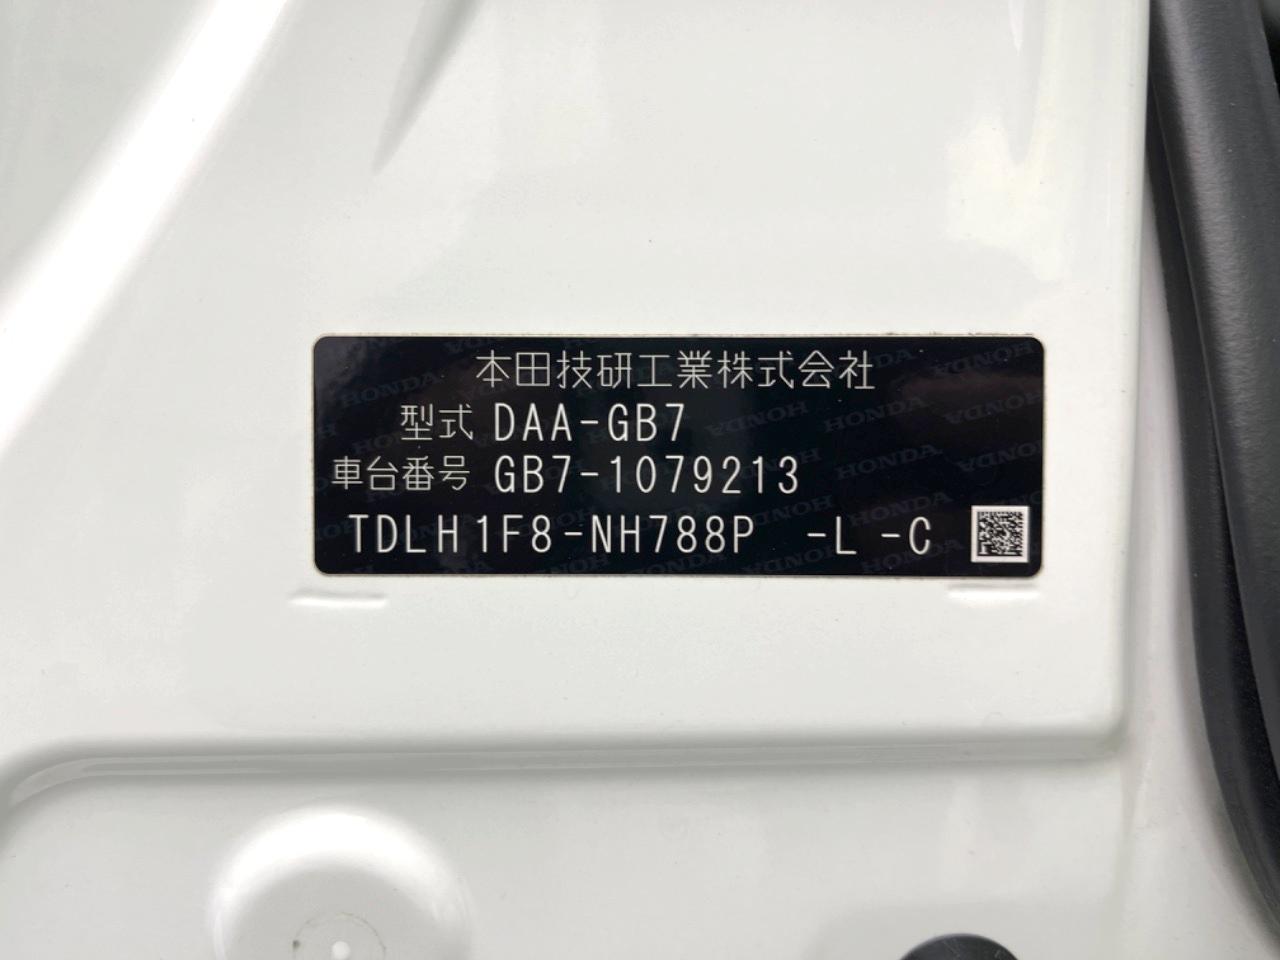 本田技研工業株式会社
型式 DAA-GB7
車台番号 GB7-1079213
TDLH1F8-NH788P -L -C